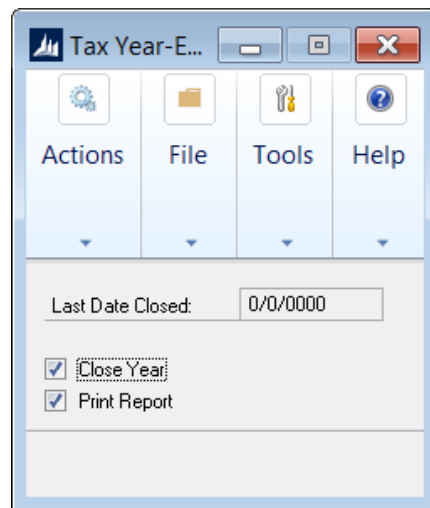 Tax Year-E...
Actions File Tools Help
Last Date Closed: 0/0/0000
Close Year
Print Report